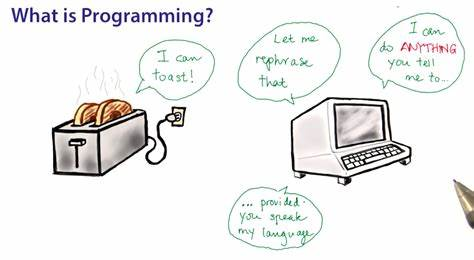 What is Programming?
I can
toast!
Let me
rephrase
that
I can
do ANYTHING
you tell
me to...
... provided
you speak
my language